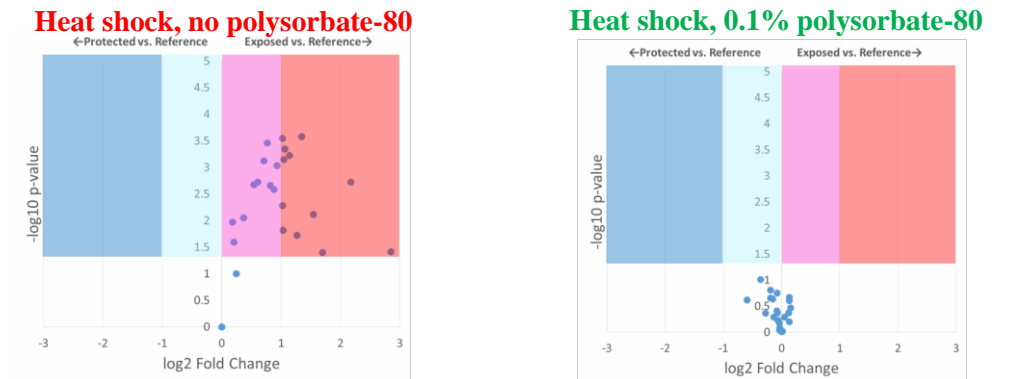 Heat shock, no polysorbate-80
←Protected vs. Reference Exposed vs. Reference→
5
4.5
4
3.5
3
2.5
2
1.5
1
0.5
0
-3 -2 -1 0 1 2 3
-log10 p-value
log2 Fold Change
Heat shock, 0.1% polysorbate-80
←Protected vs. Reference Exposed vs. Reference→
5
4.5
4
3.5
3
2.5
2
1.5
1
0.5
0
-3 -2 -1 0 1 2 3
-log10 p-value
log2 Fold Change